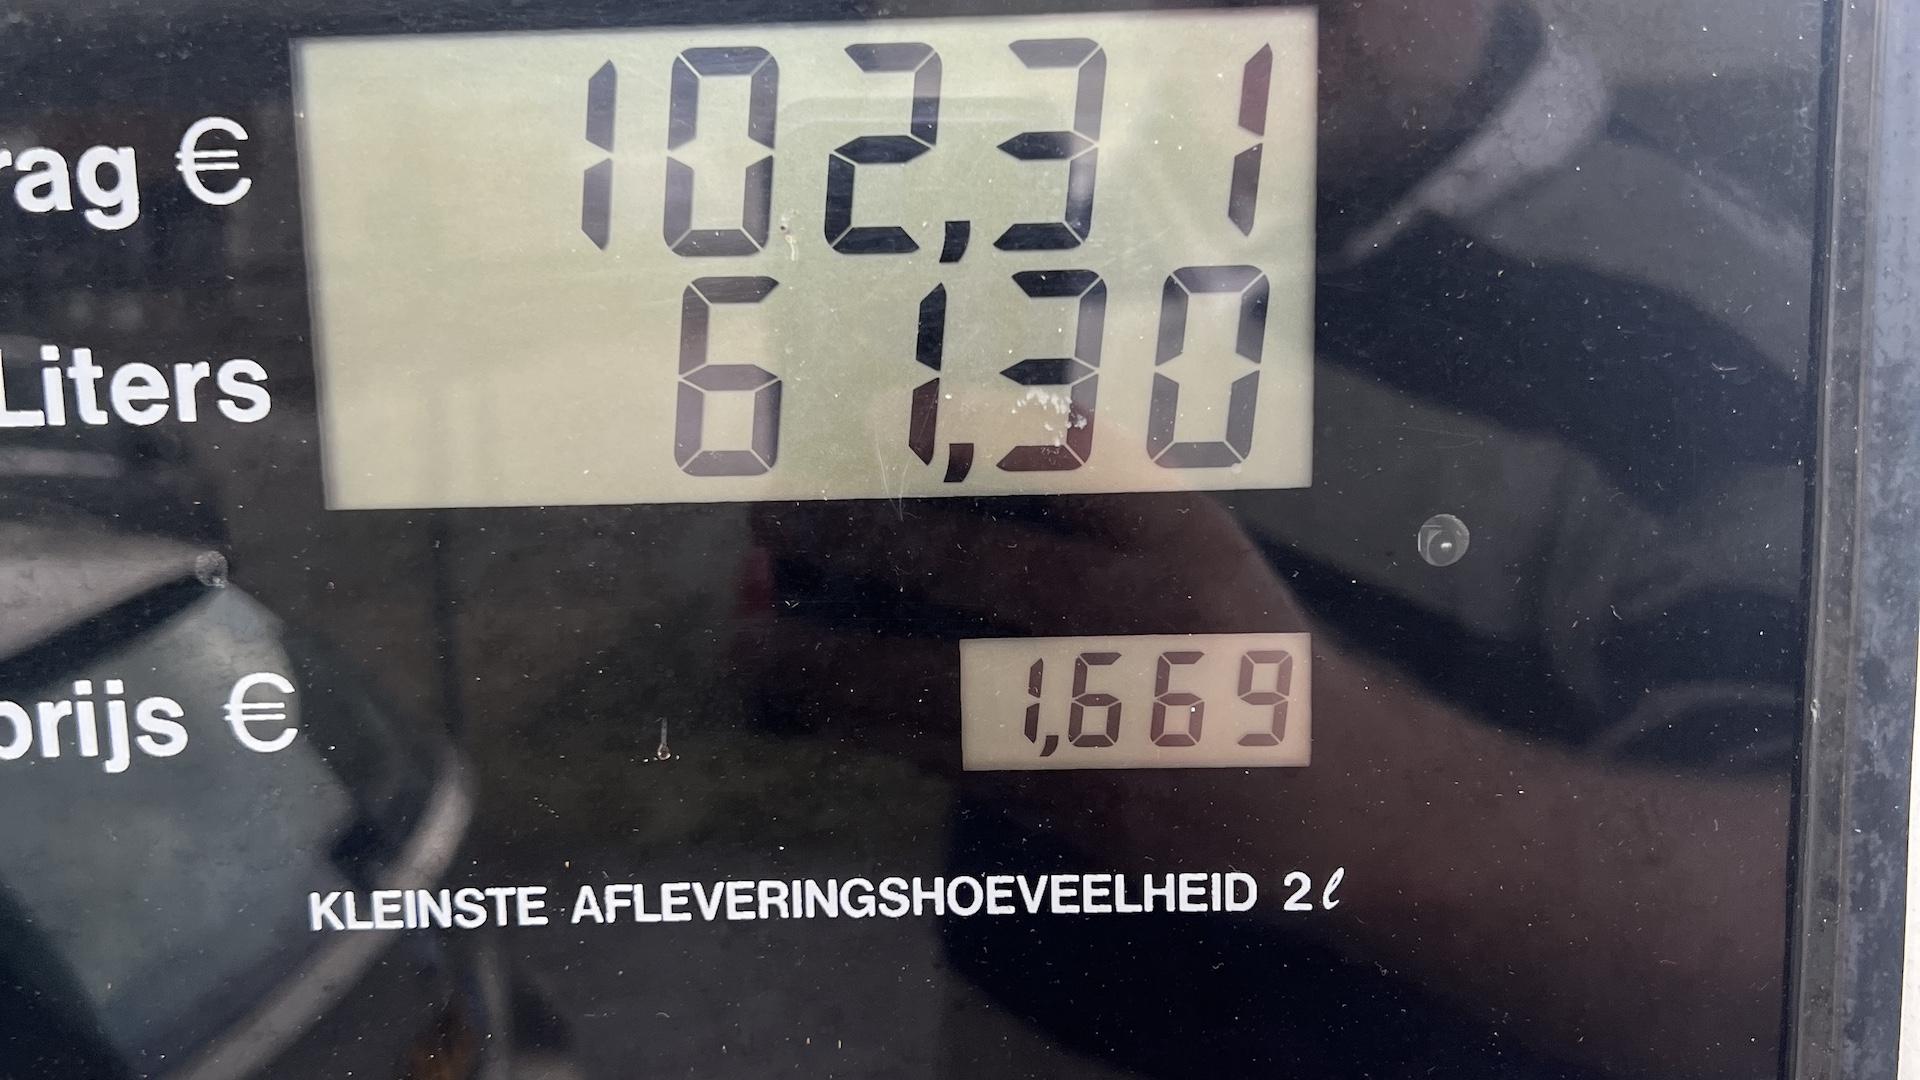 rag € 102,31
Liters 61,30
prijs € 1,669
KLEINSTE AFLEVERINGSHOEVEELHEID 2 ℓ